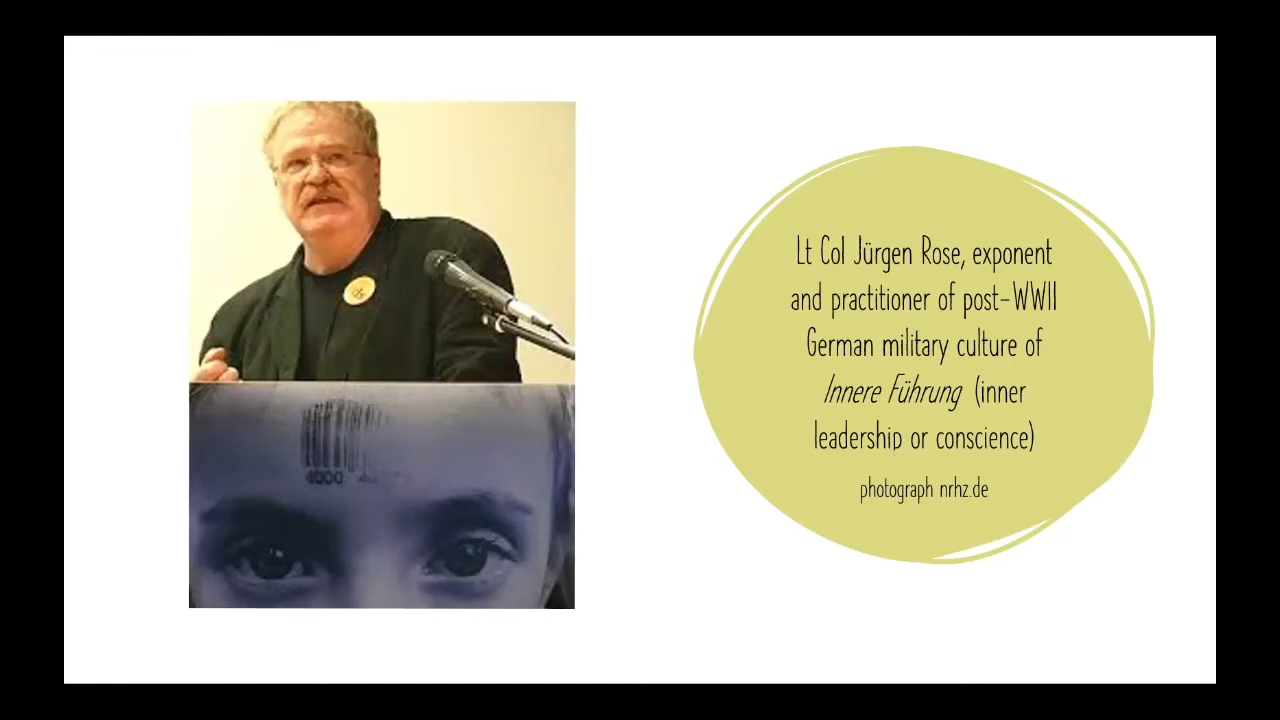 Lt Col Jürgen Rose, exponent
and practitioner of post-WWII
German military culture of
Innere Führung (inner
leadership or conscience)
photograph nrhz.de